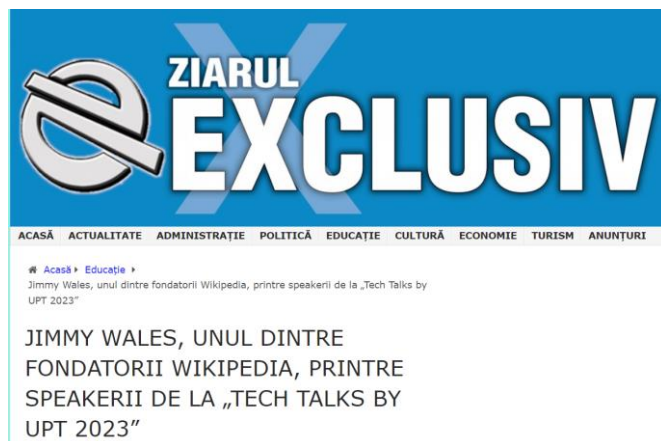 ZIARUL
EXCLUSIV
ACASĂ ACTUALITATE ADMINISTRAȚIE POLITICĂ EDUCAȚIE CULTURĂ ECONOMIE TURISM ANUNȚURI
Acasă Educație
Jimmy Wales, unul dintre fondatorii Wikipedia, printre speakerii de la „Tech Talks by
UPT 2023”
JIMMY WALES, UNUL DINTRE
FONDATORII WIKIPEDIA, PRINTRE
SPEAKERII DE LA „TECH TALKS BY
UPT 2023”